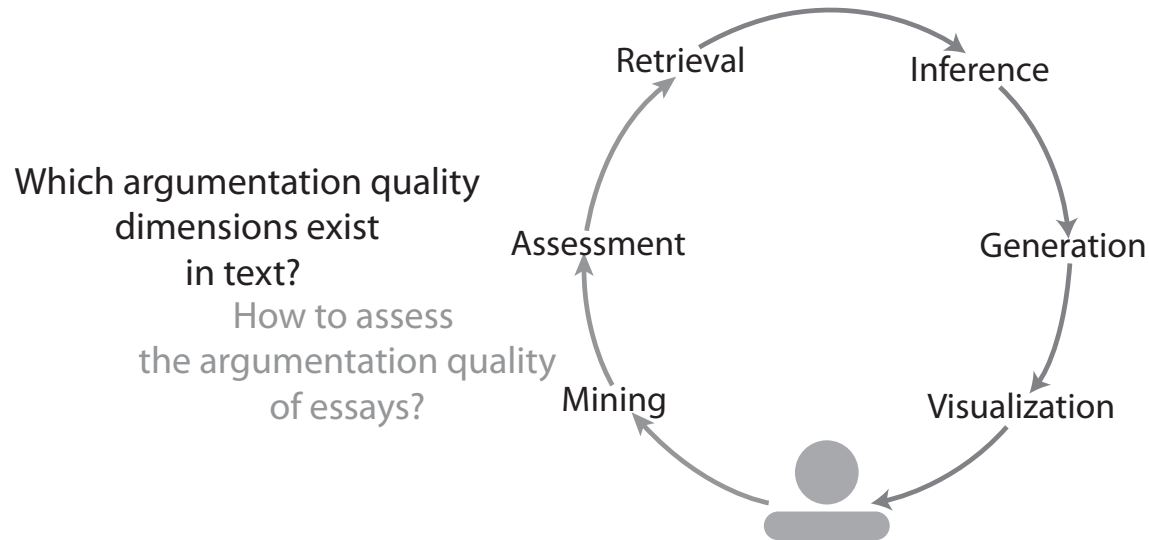 Retrieval
Inference
Which argumentation quality
dimensions exist
in text?
Assessment
Generation
How to assess
the argumentation quality
of essays?
Mining
Visualization